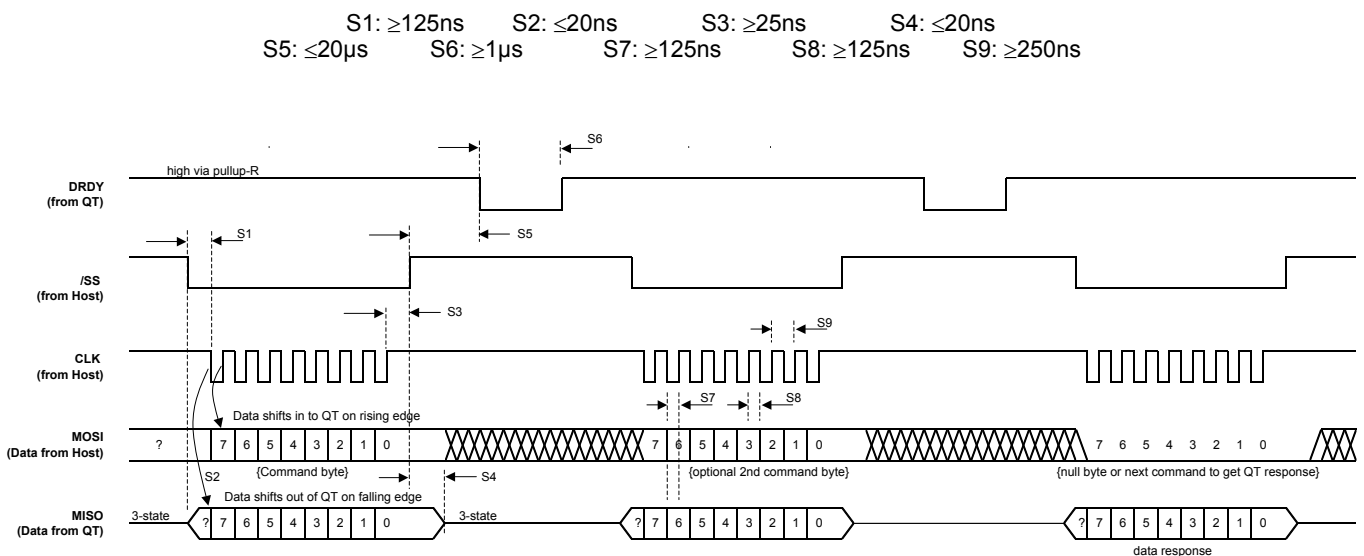 S1: ≥125ns S2: ≤20ns S3: ≥25ns S4: ≤20ns
S5: ≤20µs S6: ≥1µs S7: ≥125ns S8: ≥125ns S9: ≥250ns
S6
high via pullup-R
DRDY
(from QT)
S1
S5
/SS
(from Host)
S3
S9
CLK
(from Host)
S7
S8
Data shifts in to QT on rising edge
MOSI
(Data from Host)
? 7 6 5 4 3 2 1 0
7 6 5 4 3 2 1 0
7 6 5 4 3 2 1 0
{Command byte}
{optional 2nd command byte}
{null byte or next command to get QT response}
S2
S4
Data shifts out of QT on falling edge
MISO
(Data from QT)
3-state
? 7 6 5 4 3 2 1 0
3-state
? 7 6 5 4 3 2 1 0
? 7 6 5 4 3 2 1 0
data response